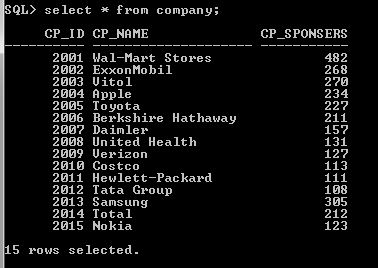 SQL> select * from company;
CP_ID CP_NAME CP_SPONSERS
---------- ------------------------- -----------
2001 Wal-Mart Stores 482
2002 ExxonMobil 268
2003 Vitol 270
2004 Apple 234
2005 Toyota 227
2006 Berkshire Hathaway 211
2007 Daimler 157
2008 United Health 131
2009 Verizon 127
2010 Costco 113
2011 Hewlett-Packard 111
2012 Tata Group 108
2013 Samsung 305
2014 Total 212
2015 Nokia 123
15 rows selected.